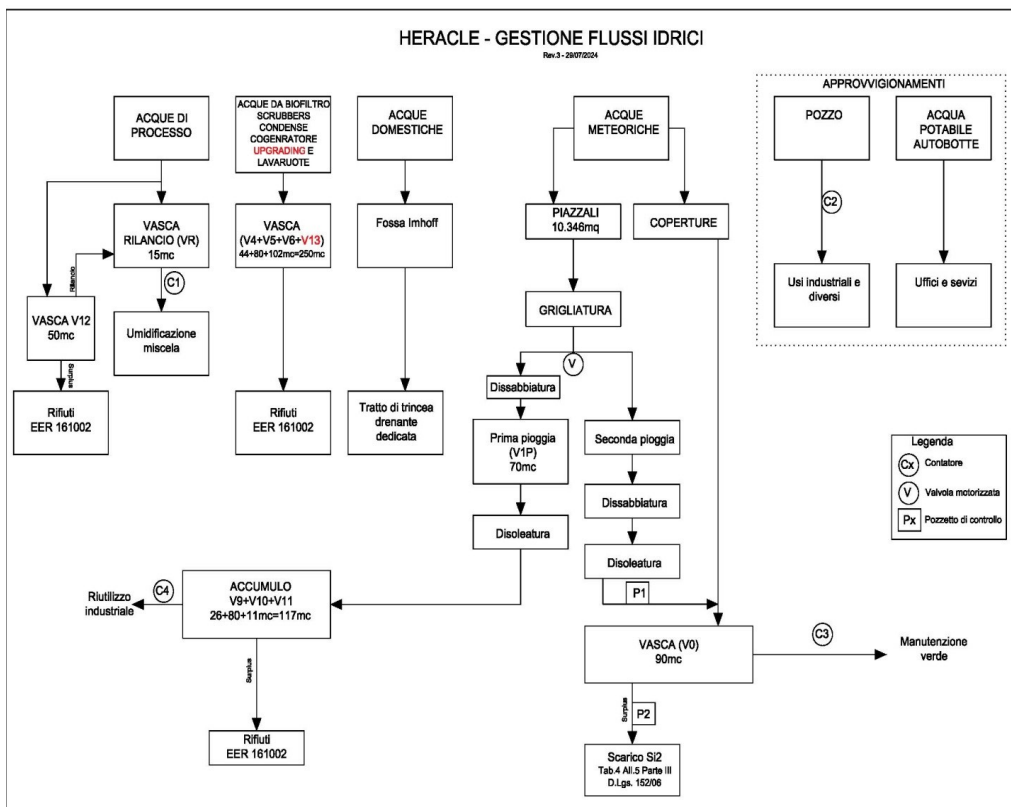 HERACLE - GESTIONE FLUSSI IDRICI
Rev.3 - 29/07/2024
APPROVVIGIONAMENTI
ACQUE DI
PROCESSO
ACQUE DA BIOFILTRO
SCRUBBERS
CONDENSE
COGENRATORE
UPGRADING E
LAVARUOTE
ACQUE
DOMESTICHE
ACQUE
METEORICHE
POZZO
ACQUA
POTABILE
AUTOBOTTE
C2
VASCA
RILANCIO (VR)
15mc
VASCA
(V4+V5+V6+V13)
44+80+102mc=250mc
Fossa Imhoff
PIAZZALI
10.346mq
COPERTURE
Rilancio
C1
VASCA V12
50mc
Umidificazione
miscela
GRIGLIATURA
Usi industriali e
diversi
Uffici e sevizi
V
Surplus
Dissabbiatura
Rifiuti
EER 161002
Rifiuti
EER 161002
Tratto di trincea
drenante
dedicata
Prima pioggia
(V1P)
70mc
Seconda pioggia
Legenda
Cx Contatore
V Valvola motorizzata
Px Pozzetto di controllo
Dissabbiatura
Disoleatura
Disoleatura
P1
Riutilizzo
industriale
C4
ACCUMULO
V9+V10+V11
26+80+11mc=117mc
VASCA (V0)
90mc
C3
Manutenzione
verde
Surplus
Surplus
P2
Rifiuti
EER 161002
Scarico Si2
Tab.4 All.5 Parte III
D.Lgs. 152/06